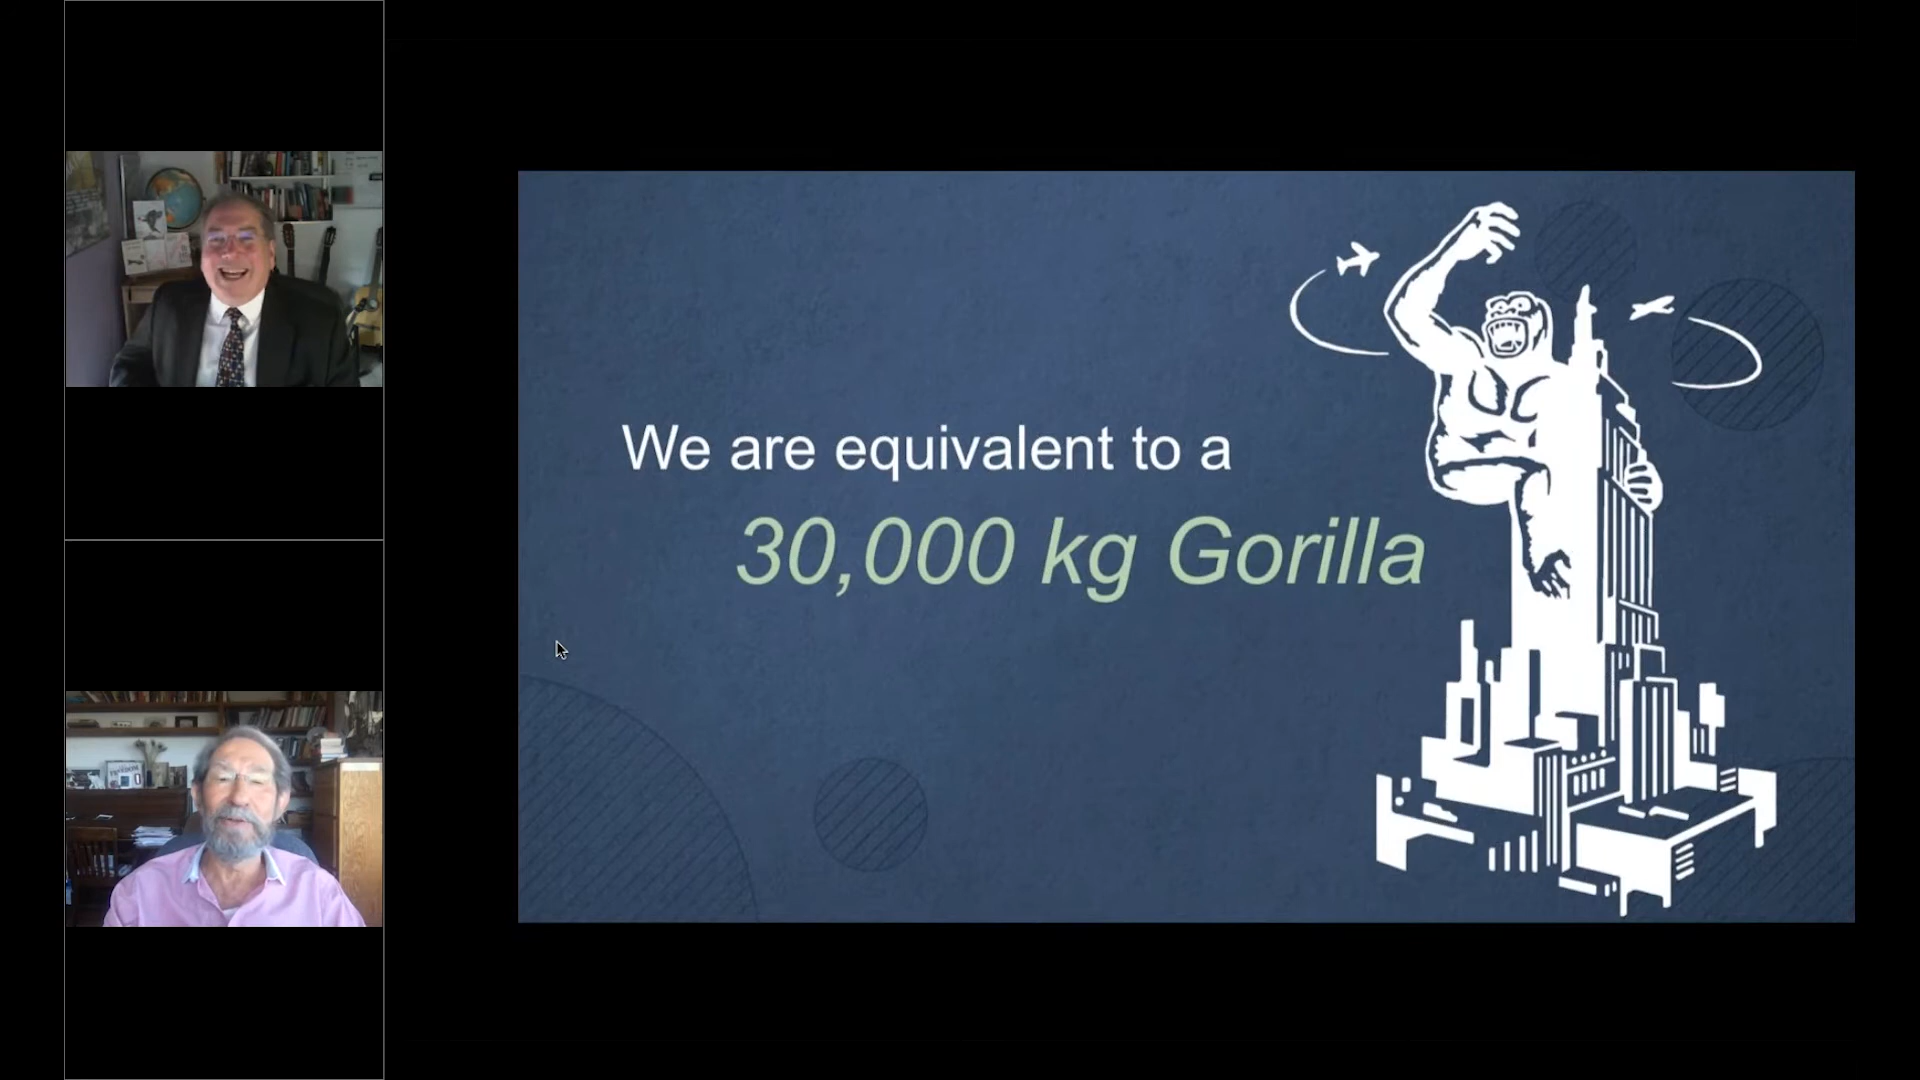 We are equivalent to a
30,000 kg Gorilla